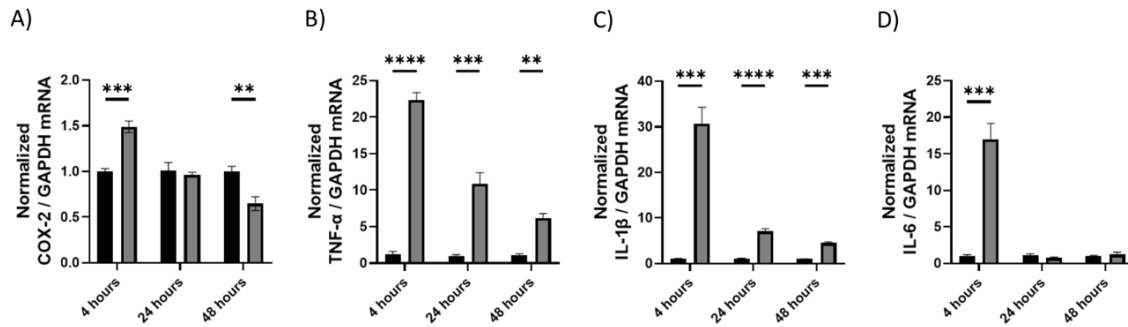 A)
B)
C)
D)
Normalized
COX-2 / GAPDH mRNA
2.0
1.5
1.0
0.5
0.0
***
**
4 hours
24 hours
48 hours
Normalized
TNF-α / GAPDH mRNA
25
20
15
10
5
0
****
***
**
4 hours
24 hours
48 hours
Normalized
IL-1β / GAPDH mRNA
40
30
20
10
0
***
****
***
4 hours
24 hours
48 hours
Normalized
IL-6 / GAPDH mRNA
25
20
15
10
5
0
***
4 hours
24 hours
48 hours